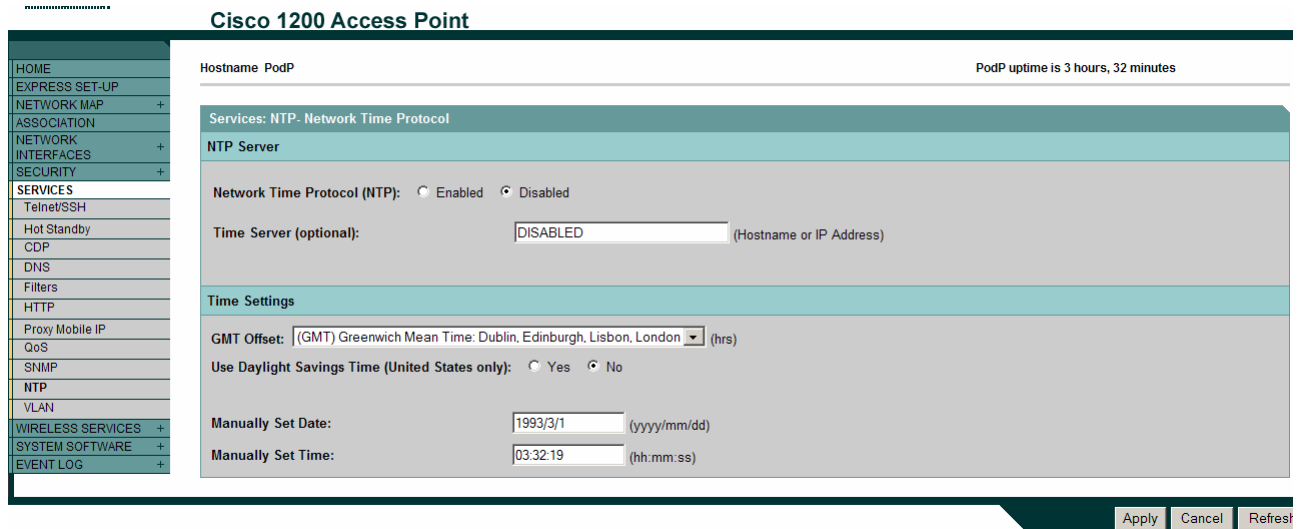 Cisco 1200 Access Point
HOME
EXPRESS SET-UP
NETWORK MAP +
ASSOCIATION
NETWORK
INTERFACES +
SECURITY +
SERVICES
Telnet/SSH
Hot Standby
CDP
DNS
Filters
HTTP
Proxy Mobile IP
QoS
SNMP
NTP
VLAN
WIRELESS SERVICES +
SYSTEM SOFTWARE +
EVENT LOG +
Hostname PodP
PodP uptime is 3 hours, 32 minutes
Services: NTP- Network Time Protocol
NTP Server
Network Time Protocol (NTP): Enabled Disabled
Time Server (optional): DISABLED (Hostname or IP Address)
Time Settings
GMT Offset: (GMT) Greenwich Mean Time: Dublin, Edinburgh, Lisbon, London (hrs)
Use Daylight Savings Time (United States only): Yes No
Manually Set Date: 1993/3/1 (yyyy/mm/dd)
Manually Set Time: 03:32:19 (hh:mm:ss)
Apply Cancel Refresh